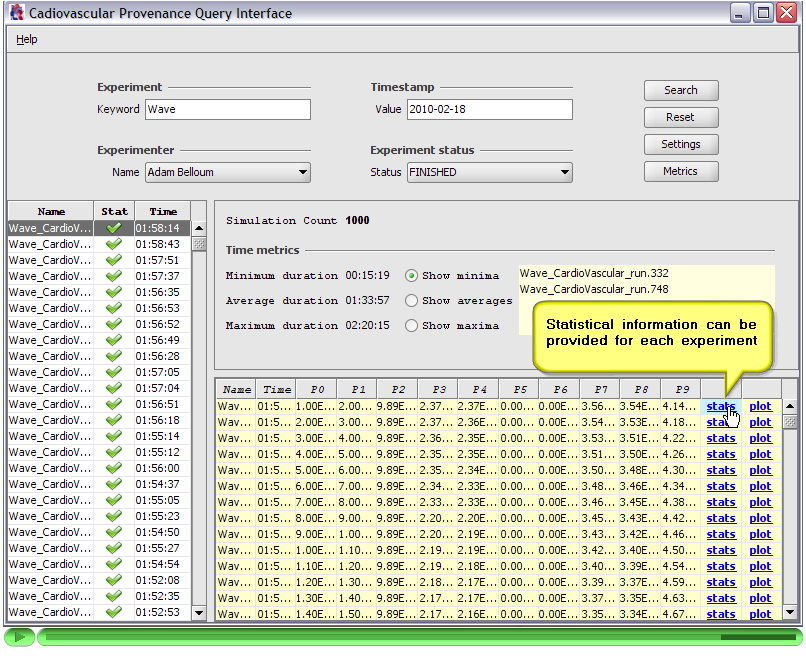 Cadiovascular Provenance Query Interface
Help
Experiment
Keyword Wave
Timestamp
Value 2010-02-18
Experimenter
Name Adam Belloum
Experiment status
Status FINISHED
Search
Reset
Settings
Metrics
Name Stat Time
Wave_CardioV... 01:58:14
Wave_CardioV... 01:58:43
Wave_CardioV... 01:57:51
Wave_CardioV... 01:57:37
Wave_CardioV... 01:56:35
Wave_CardioV... 01:56:53
Wave_CardioV... 01:56:52
Wave_CardioV... 01:56:49
Wave_CardioV... 01:56:28
Wave_CardioV... 01:57:05
Wave_CardioV... 01:57:04
Wave_CardioV... 01:56:51
Wave_CardioV... 01:56:18
Wave_CardioV... 01:55:14
Wave_CardioV... 01:55:12
Wave_CardioV... 01:56:00
Wave_CardioV... 01:54:37
Wave_CardioV... 01:55:05
Wave_CardioV... 01:55:23
Wave_CardioV... 01:54:50
Wave_CardioV... 01:55:27
Wave_CardioV... 01:54:54
Wave_CardioV... 01:52:08
Wave_CardioV... 01:52:35
Wave_CardioV... 01:52:53
Simulation Count 1000
Time metrics
Minimum duration 00:15:19 Show minima
Average duration 01:33:57 Show averages
Maximum duration 02:20:15 Show maxima
Wave_CardioVascular_run.332
Wave_CardioVascular_run.748
Statistical information can be
provided for each experiment
Name Time P0 P1 P2 P3 P4 P5 P6 P7 P8 P9
Wav... 01:5... 1.00E... 2.00... 9.89E... 2.37... 2.37E... 0.00... 0.00E... 3.56... 3.54E... 4.14... stats plot
Wav... 01:5... 2.00E... 3.00... 9.89E... 2.37... 2.36E... 0.00... 0.00E... 3.54... 3.53E... 4.18... stats plot
Wav... 01:5... 3.00E... 4.00... 9.89E... 2.36... 2.35E... 0.00... 0.00E... 3.53... 3.51E... 4.22... stats plot
Wav... 01:5... 4.00E... 5.00... 9.89E... 2.35... 2.35E... 0.00... 0.00E... 3.51... 3.50E... 4.26... stats plot
Wav... 01:5... 5.00E... 6.00... 9.89E... 2.35... 2.34E... 0.00... 0.00E... 3.50... 3.48E... 4.30... stats plot
Wav... 01:5... 6.00E... 7.00... 9.89E... 2.34... 2.33E... 0.00... 0.00E... 3.48... 3.46E... 4.34... stats plot
Wav... 01:5... 7.00E... 8.00... 9.89E... 2.33... 2.33E... 0.00... 0.00E... 3.46... 3.45E... 4.38... stats plot
Wav... 01:5... 8.00E... 9.00... 9.89E... 2.20... 2.20E... 0.00... 0.00E... 3.45... 3.43E... 4.42... stats plot
Wav... 01:5... 9.00E... 1.00... 9.89E... 2.20... 2.19E... 0.00... 0.00E... 3.43... 3.42E... 4.46... stats plot
Wav... 01:5... 1.00E... 1.10... 9.89E... 2.19... 2.19E... 0.00... 0.00E... 3.42... 3.40E... 4.50... stats plot
Wav... 01:5... 1.10E... 1.20... 9.89E... 2.19... 2.18E... 0.00... 0.00E... 3.40... 3.39E... 4.54... stats plot
Wav... 01:5... 1.20E... 1.30... 9.89E... 2.18... 2.17E... 0.00... 0.00E... 3.39... 3.37E... 4.59... stats plot
Wav... 01:5... 1.30E... 1.40... 9.89E... 2.17... 2.17E... 0.00... 0.00E... 3.37... 3.35E... 4.63... stats plot
Wav... 01:5... 1.40E... 1.50... 9.89E... 2.17... 2.16E... 0.00... 0.00E... 3.35... 3.34E... 4.67... stats plot